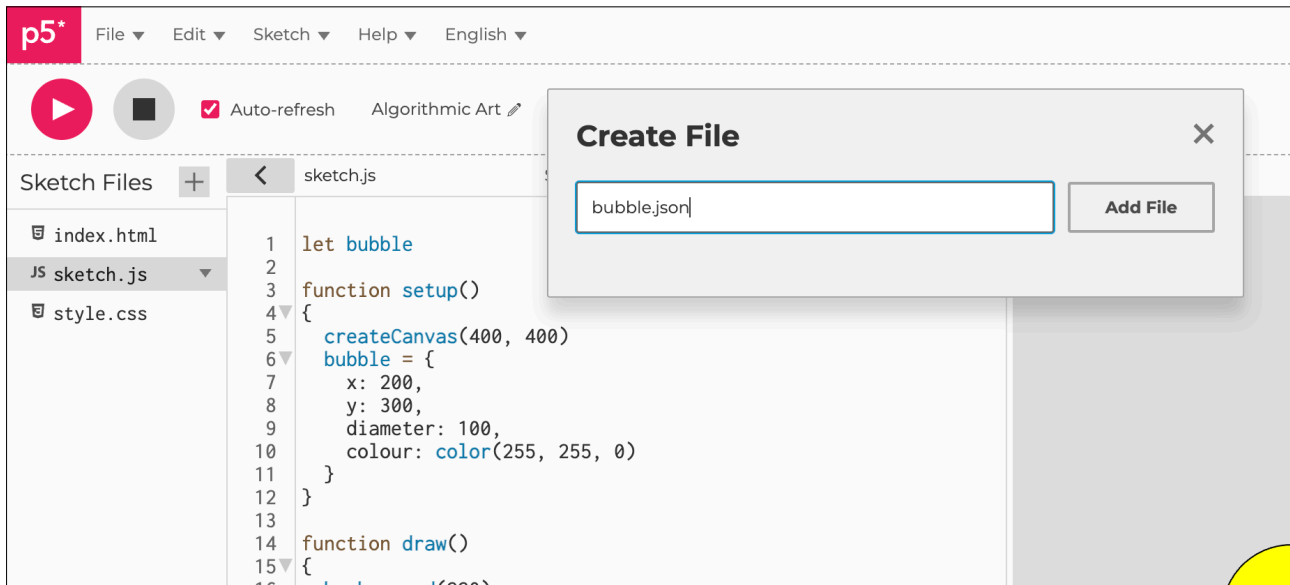 p5*
File
Edit
Sketch
Help
English
Auto-refresh
Algorithmic Art
Create File
bubble.json
Add File
Sketch Files
index.html
JS sketch.js
style.css
sketch.js
1 let bubble
2
3 function setup()
4 {
5 createCanvas(400, 400)
6 bubble = {
7 x: 200,
8 y: 300,
9 diameter: 100,
10 colour: color(255, 255, 0)
11 }
12 }
13
14 function draw()
15 {